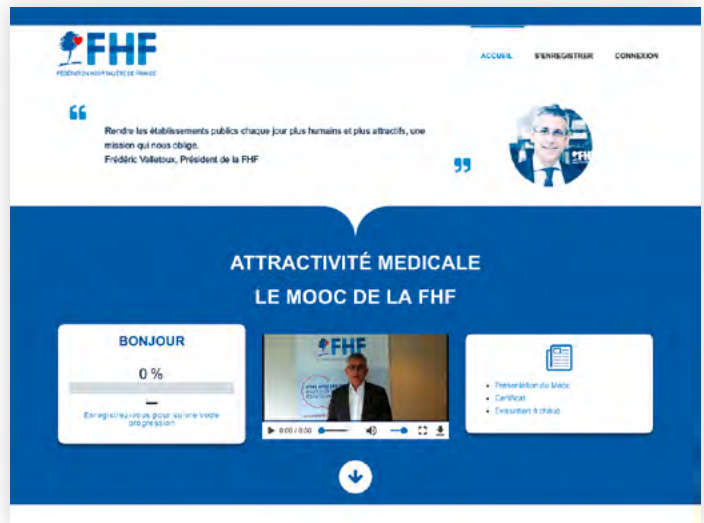 FHF
FÉDÉRATION HOSPITALIÈRE DE FRANCE
ACCUEIL S'ENREGISTRER CONNEXION
“
Rendre les établissements publics chaque jour plus humains et plus attractifs, une
mission qui nous oblige.
Frédéric Valletoux, Président de la FHF
”
FHF
ATTRACTIVITÉ MEDICALE
LE MOOC DE LA FHF
BONJOUR
0 %
Enregistrez-vous pour suivre votre
progression
FHF
0:00 / 0:00
Présentation du Mooc
Certificat
Evaluation à chaud